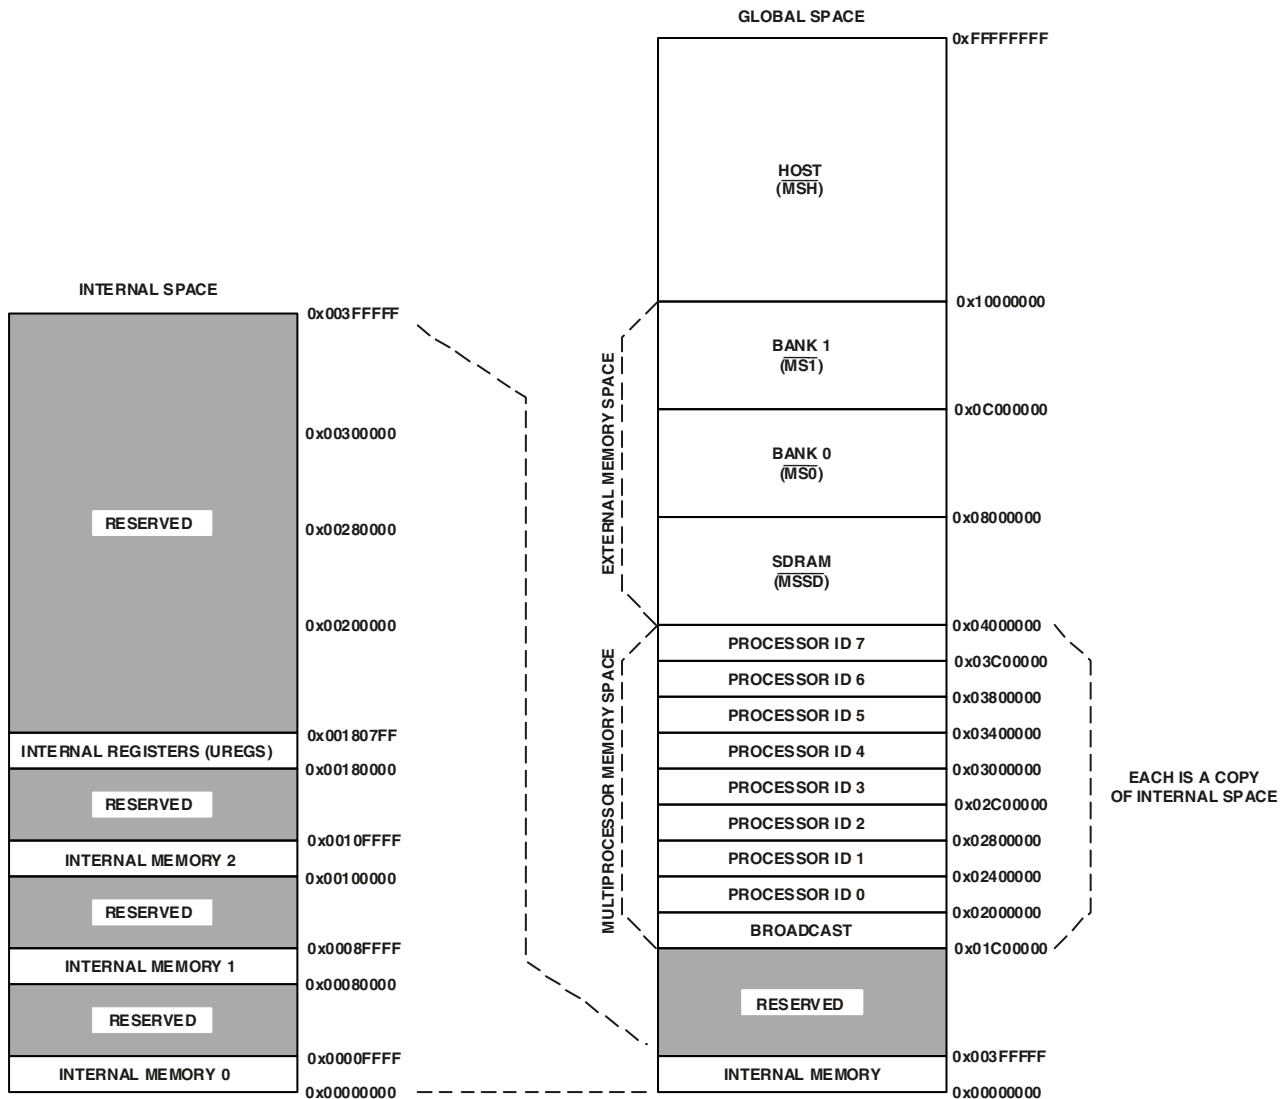 GLOBAL SPACE
0xFFFFFFFF
HOST
(MSH)
0x10000000
BANK 1
(MS1)
0x0C000000
BANK 0
(MS0)
0x08000000
SDRAM
(MSSD)
0x04000000
PROCESSOR ID 7
0x03C00000
PROCESSOR ID 6
0x03800000
PROCESSOR ID 5
0x03400000
PROCESSOR ID 4
0x03000000
PROCESSOR ID 3
0x02C00000
PROCESSOR ID 2
0x02800000
PROCESSOR ID 1
0x02400000
PROCESSOR ID 0
0x02000000
BROADCAST
0x01C00000
RESERVED
0x003FFFFF
INTERNAL MEMORY
0x00000000
EXTERNAL MEMORY SPACE
MULTIPROCESSOR MEMORY SPACE
EACH IS A COPY
OF INTERNAL SPACE
INTERNAL SPACE
0x003FFFFF
0x00300000
RESERVED
0x00280000
0x00200000
0x001807FF
INTERNAL REGISTERS (UREGS)
0x00180000
RESERVED
0x0010FFFF
INTERNAL MEMORY 2
0x00100000
RESERVED
0x0008FFFF
INTERNAL MEMORY 1
0x00080000
RESERVED
0x0000FFFF
INTERNAL MEMORY 0
0x00000000